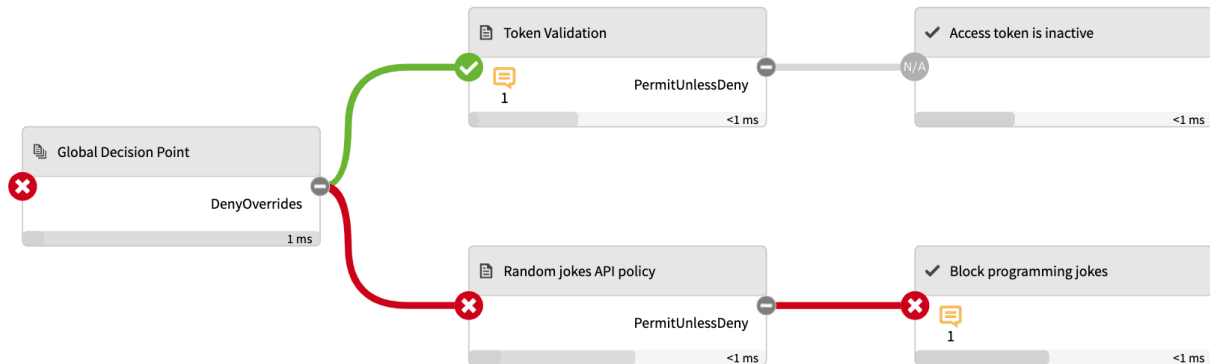 Token Validation
1
PermitUnlessDeny
<1 ms
Access token is inactive
N/A
<1 ms
Global Decision Point
DenyOverrides
1 ms
Random jokes API policy
PermitUnlessDeny
<1 ms
Block programming jokes
1
<1 ms